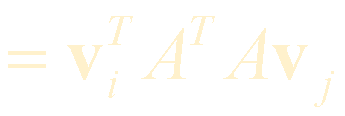 = v_i^T A^T A v_j